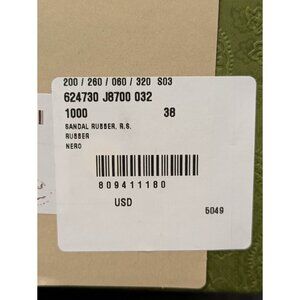 200 / 260 / 060 / 320 S03
624730 J8700 032
1000 38
SANDAL RUBBER, R.S.
RUBBER
NERO
809411180
USD
5049